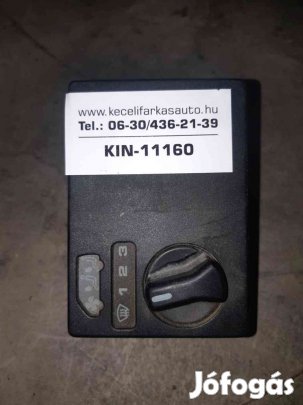 www.kecelifarkasauto.hu
Tel.: 06-30/436-21-39
KIN-11160
1 2 3
Jófogás